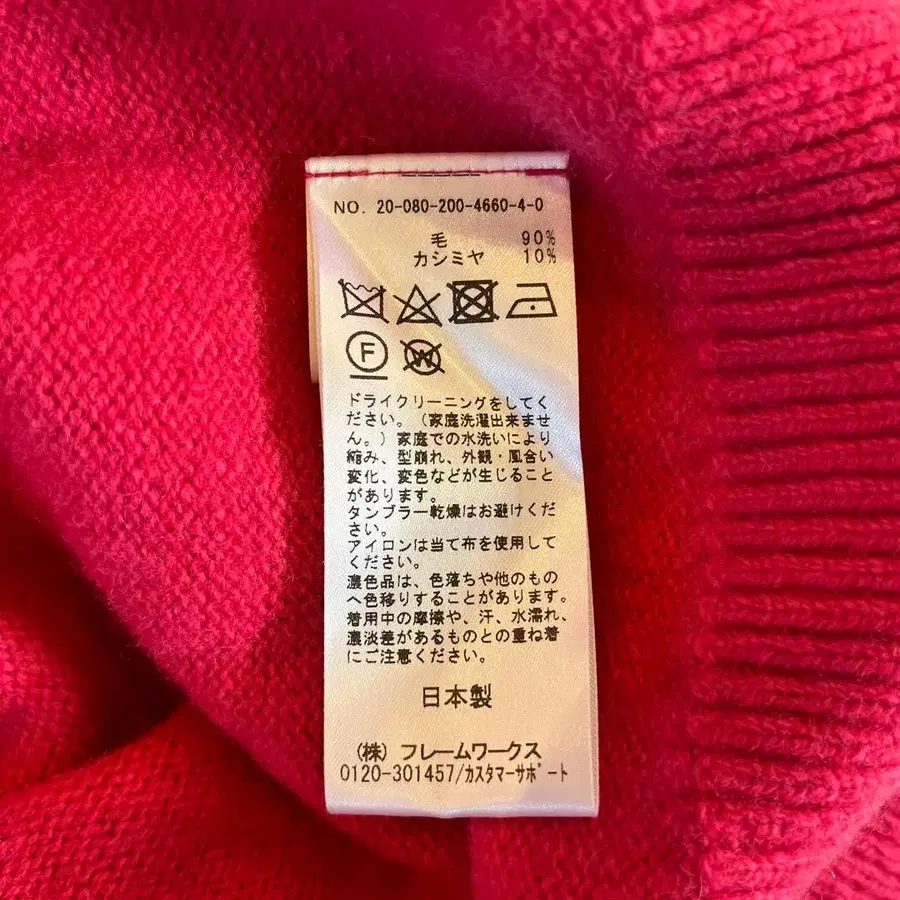 NO. 20-080-200-4660-4-0
毛 90%
カシミヤ 10%
F W
ドライクリーニングをしてく
ださい。（家庭洗濯出来ませ
ん。）家庭での水洗いにより
縮み、型崩れ、外観・風合い
変化、変色などが生じること
があります。
タンブラー乾燥はお避けくだ
さい。
アイロンは当て布を使用して
ください。
濃色品は、色落ちや他のもの
へ色移りすることがあります。
着用中の摩擦や、汗、水濡れ、
濃淡差があるものとの重ね着
にご注意ください。
日本製
（株）フレームワークス
0120-301457/カスタマーサポート